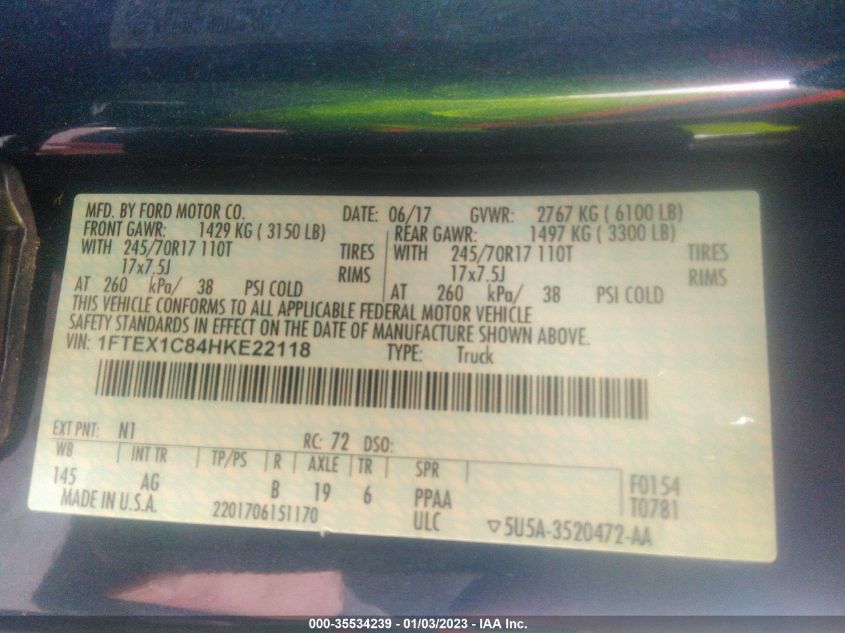 MFD. BY FORD MOTOR CO. DATE: 06/17 GVWR: 2767 KG ( 6100 LB)
FRONT GAWR: 1429 KG ( 3150 LB) REAR GAWR: 1497 KG ( 3300 LB)
WITH 245/70R17 110T TIRES WITH 245/70R17 110T TIRES
17x7.5J RIMS 17x7.5J RIMS
AT 260 kPa/ 38 PSI COLD AT 260 kPa/ 38 PSI COLD
THIS VEHICLE CONFORMS TO ALL APPLICABLE FEDERAL MOTOR VEHICLE
SAFETY STANDARDS IN EFFECT ON THE DATE OF MANUFACTURE SHOWN BELOW.
VIN: 1FTEX1C84HKE22118 TYPE: Truck
EXT PNT: N1 RC: 72 DSO:
WB INT TR TP/PS R AXLE TR SPR
145 AG B 19 6 PPAA F0154
MADE IN U.S.A. 2201706151170 ULC T0781
▽5U5A-3520472-AA
000-35534239 - 01/03/2023 - IAA Inc.